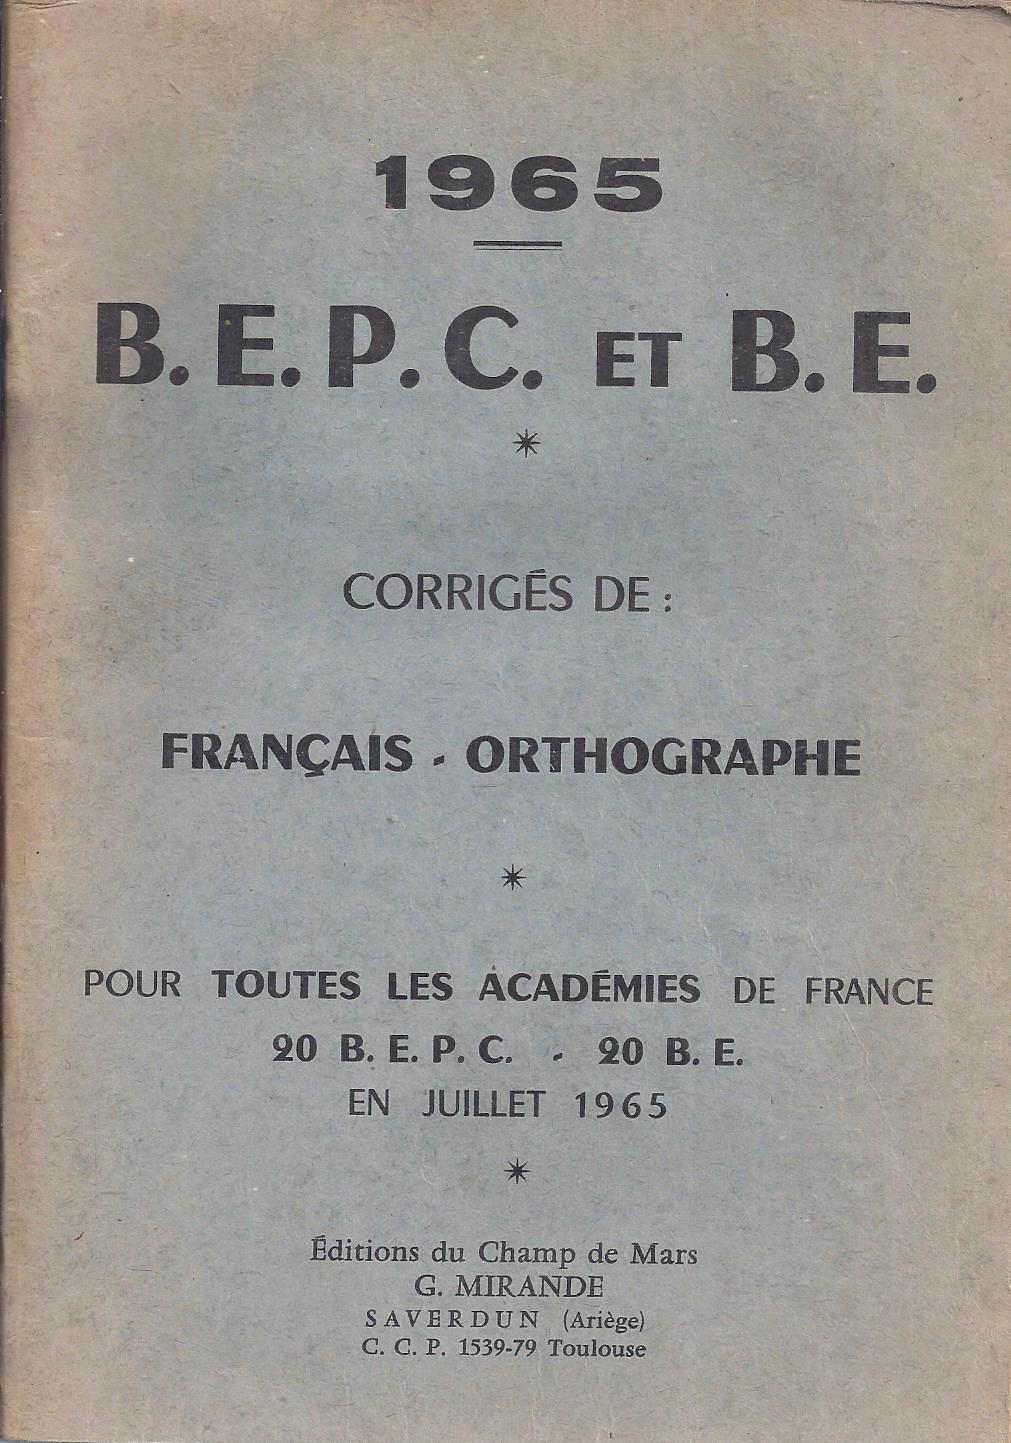 1965
B.E.P.C. ET B.E.
CORRIGÉS DE :
FRANÇAIS - ORTHOGRAPHE
POUR TOUTES LES ACADÉMIES DE FRANCE
20 B. E. P. C. - 20 B. E.
EN JUILLET 1965
Éditions du Champ de Mars
G. MIRANDE
SAVERDUN (Ariège)
C. C. P. 1539-79 Toulouse